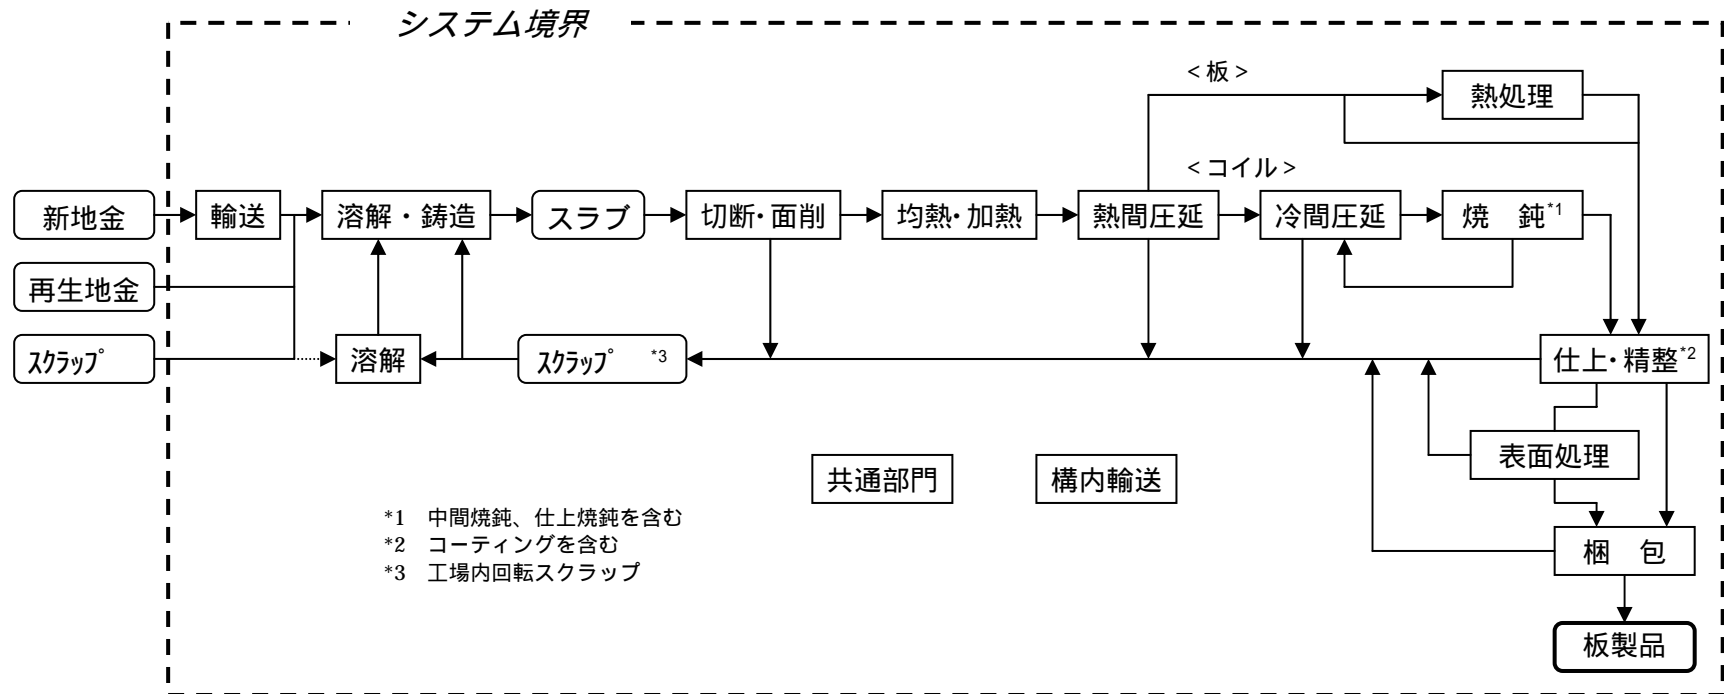 システム境界
<板>
熱処理
<コイル>
新地金
輸送
溶解・鋳造
スラブ
切断・面削
均熱・加熱
熱間圧延
冷間圧延
焼 鈍*1
再生地金
ｽｸﾗｯﾌﾟ
溶解
ｽｸﾗｯﾌﾟ *3
仕上・精整*2
表面処理
共通部門
構内輸送
*1 中間焼鈍、仕上焼鈍を含む
*2 コーティングを含む
*3 工場内回転スクラップ
梱 包
板製品